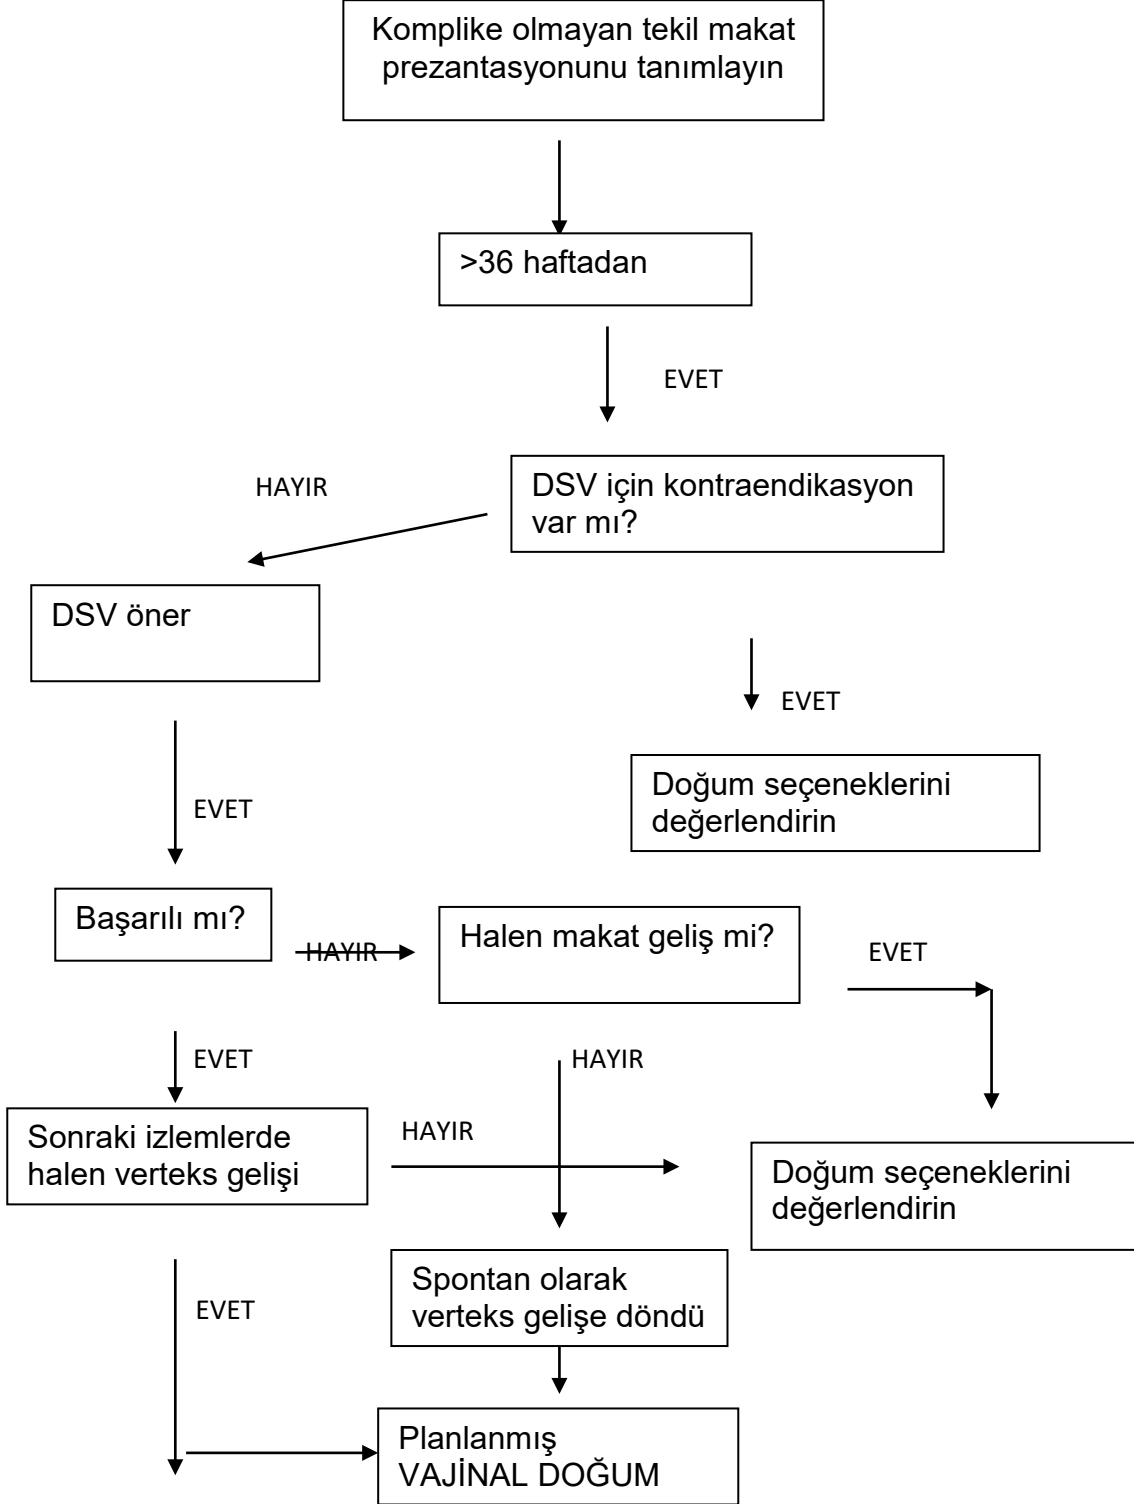 Komplike olmayan tekil makat
prezantasyonunu tanımlayın
>36 haftadan
EVET
HAYIR
DSV için kontraendikasyon
var mı?
DSV öner
EVET
EVET
Doğum seçeneklerini
değerlendirin
Başarılı mı?
HAYIR
Halen makat geliş mi?
EVET
EVET
HAYIR
Sonraki izlemlerde
halen verteks gelişi
HAYIR
Doğum seçeneklerini
değerlendirin
EVET
Spontan olarak
verteks gelişe döndü
Planlanmış
VAJİNAL DOĞUM